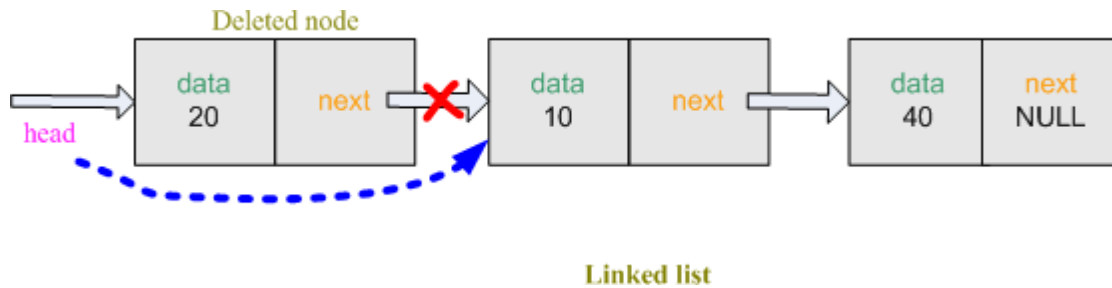 Deleted node
data
20
next
data
10
next
data
40
next
NULL
head
Linked list